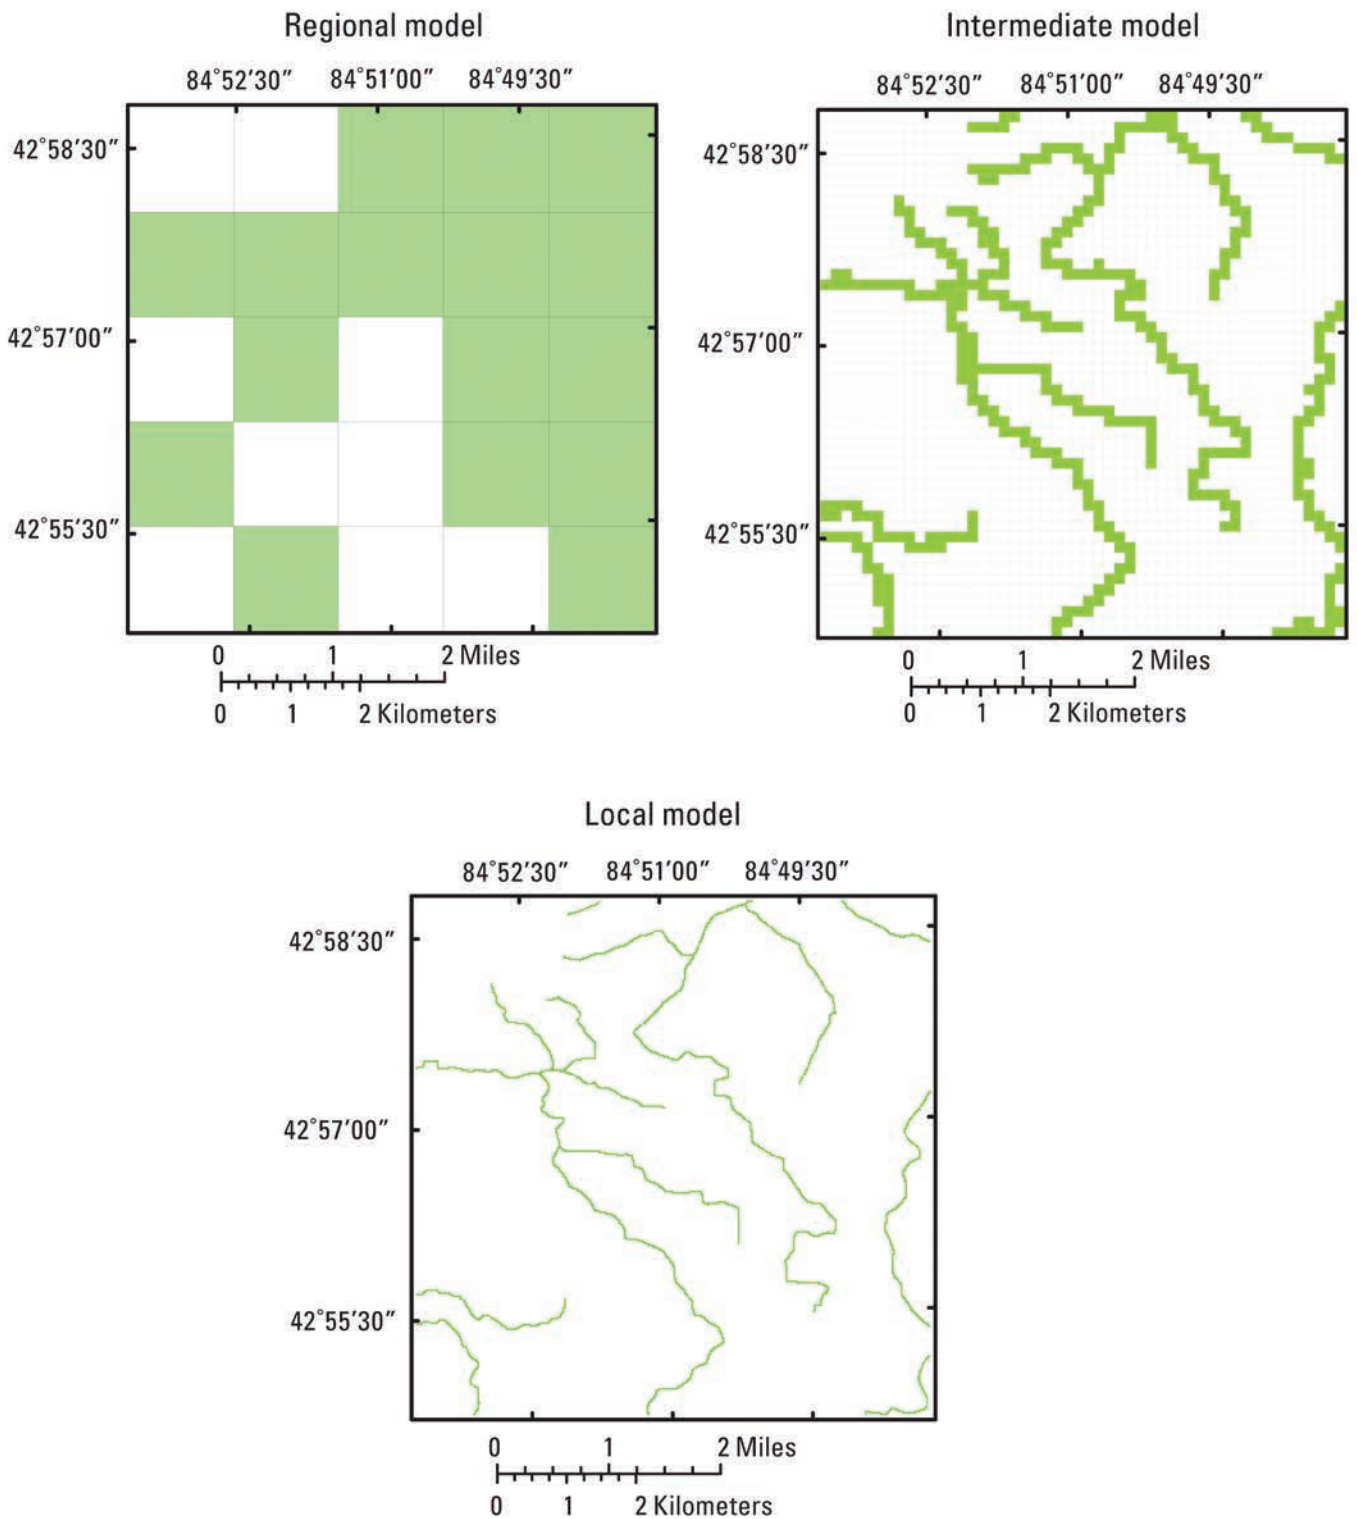 Regional model
84°52′30″ 84°51′00″ 84°49′30″
42°58′30″
42°57′00″
42°55′30″
0 1 2 Miles
0 1 2 Kilometers
Intermediate model
84°52′30″ 84°51′00″ 84°49′30″
42°58′30″
42°57′00″
42°55′30″
0 1 2 Miles
0 1 2 Kilometers
Local model
84°52′30″ 84°51′00″ 84°49′30″
42°58′30″
42°57′00″
42°55′30″
0 1 2 Miles
0 1 2 Kilometers